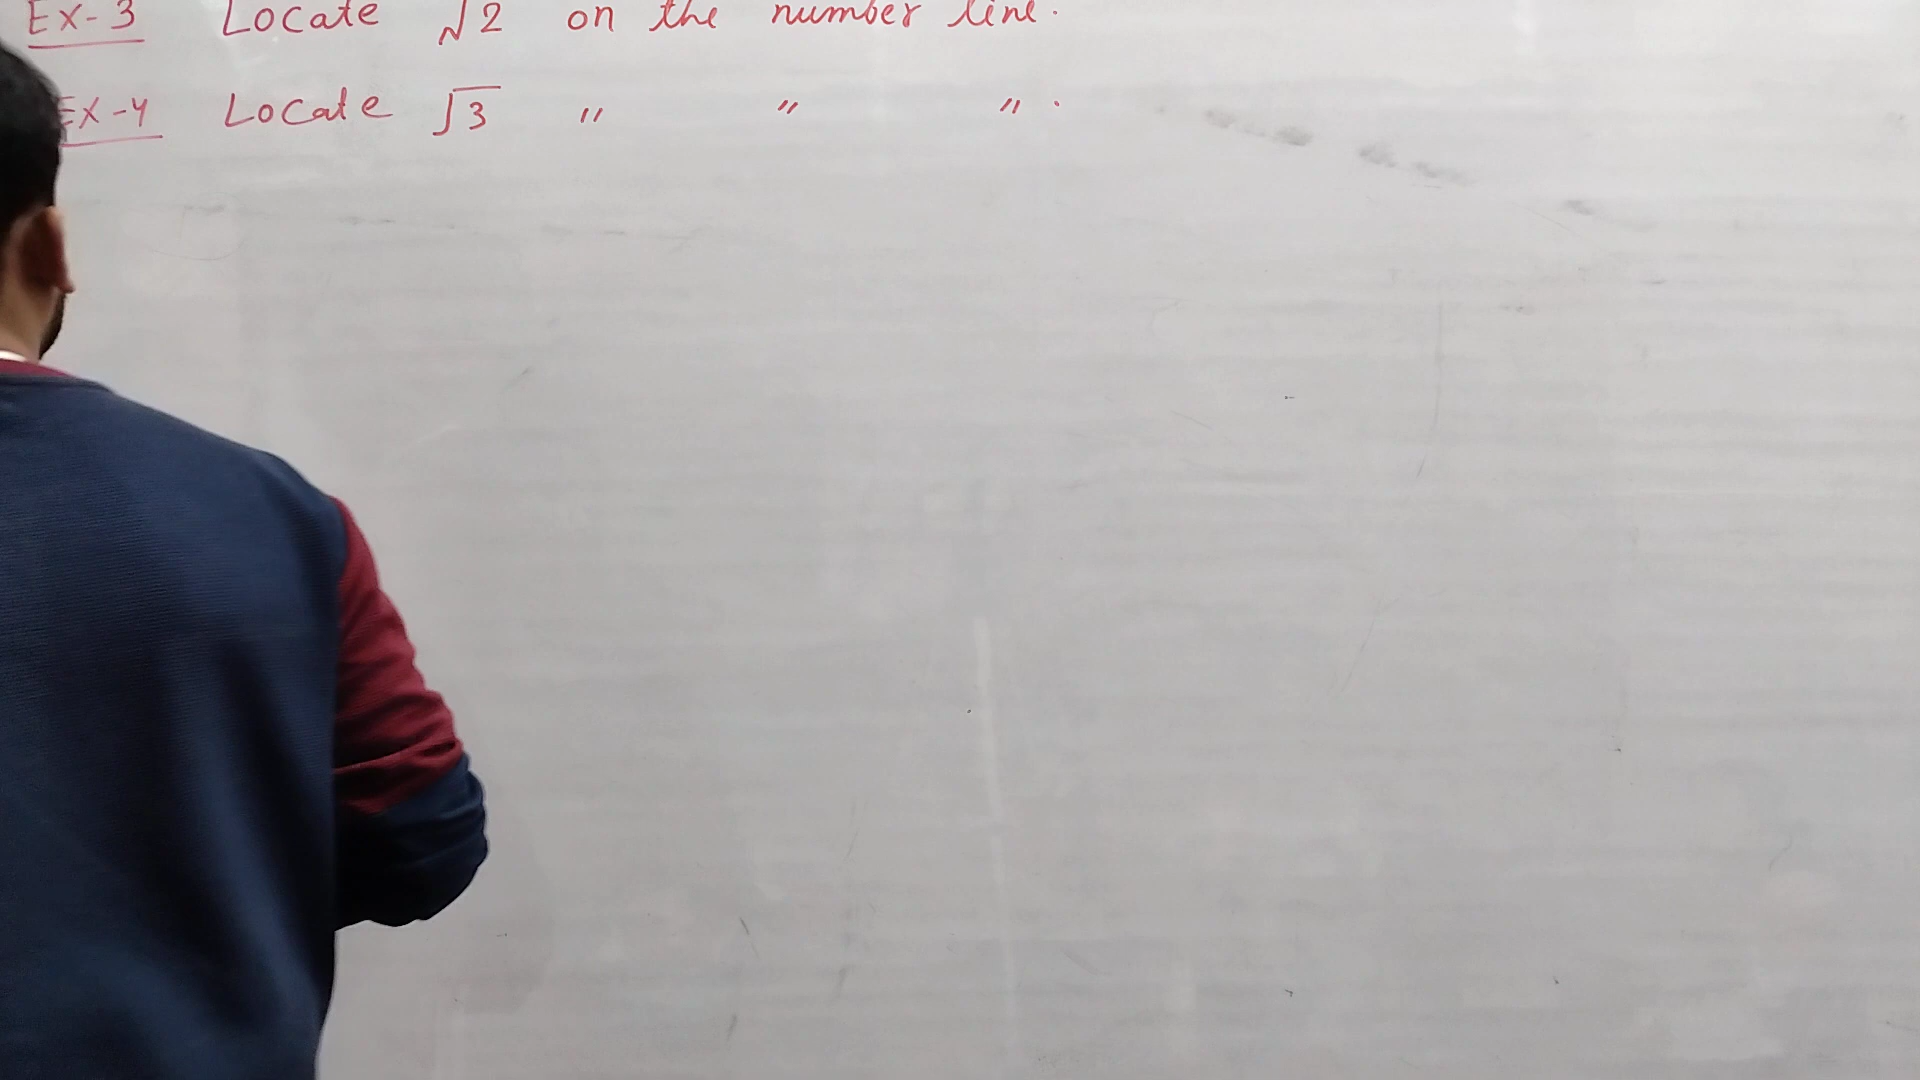 Ex-3 Locate √2 on the number line.
Ex-4 Locate √3 " " ".